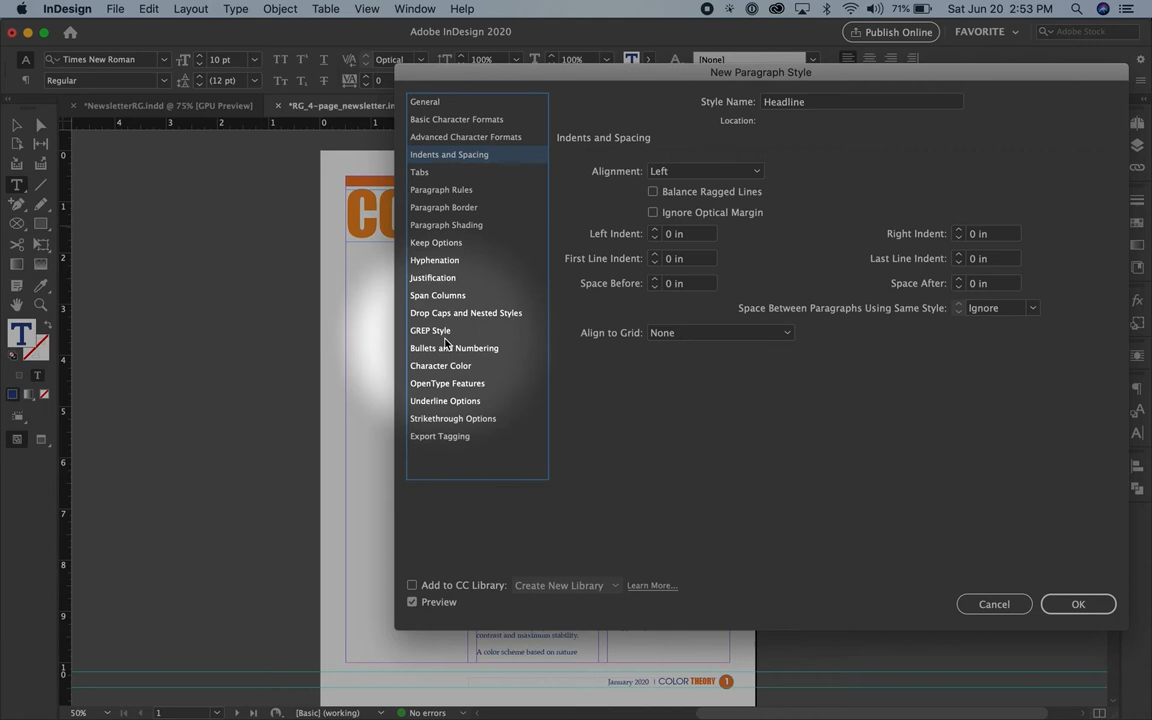 InDesign File Edit Layout Type Object Table View Window Help 71% Sat Jun 20 2:53 PM
Adobe InDesign 2020 Publish Online FAVORITE Adobe Stock
A Times New Roman 10 pt Optical 100% 100% [None]
Regular (12 pt) 0
*NewsletterRG.indd @ 75% [GPU Preview] *RG_4-page_newsletter.in
New Paragraph Style
General
Basic Character Formats
Advanced Character Formats
Indents and Spacing
Tabs
Paragraph Rules
Paragraph Border
Paragraph Shading
Keep Options
Hyphenation
Justification
Span Columns
Drop Caps and Nested Styles
GREP Style
Bullets and Numbering
Character Color
OpenType Features
Underline Options
Strikethrough Options
Export Tagging
Style Name: Headline
Location:
Indents and Spacing
Alignment: Left
Balance Ragged Lines
Ignore Optical Margin
Left Indent: 0 in Right Indent: 0 in
First Line Indent: 0 in Last Line Indent: 0 in
Space Before: 0 in Space After: 0 in
Space Between Paragraphs Using Same Style: Ignore
Align to Grid: None
Add to CC Library: Create New Library Learn More...
Preview
Cancel OK
CO
content and maximum stability.
A color scheme based on nature
January 2020 | COLOR THEORY 1
50% 1 [Basic] (working) No errors